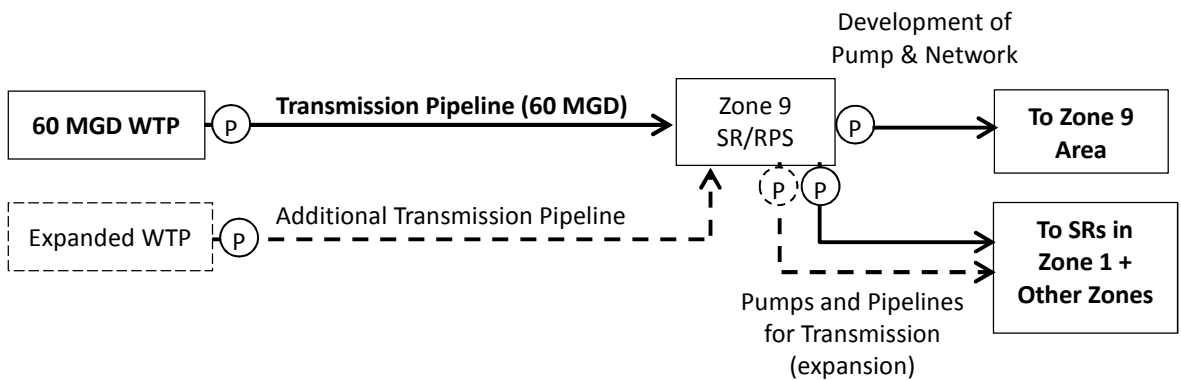 Development of
Pump & Network
60 MGD WTP
P
Transmission Pipeline (60 MGD)
Zone 9
SR/RPS
P
To Zone 9
Area
Expanded WTP
P
Additional Transmission Pipeline
P
P
To SRs in
Zone 1 +
Other Zones
Pumps and Pipelines
for Transmission
(expansion)